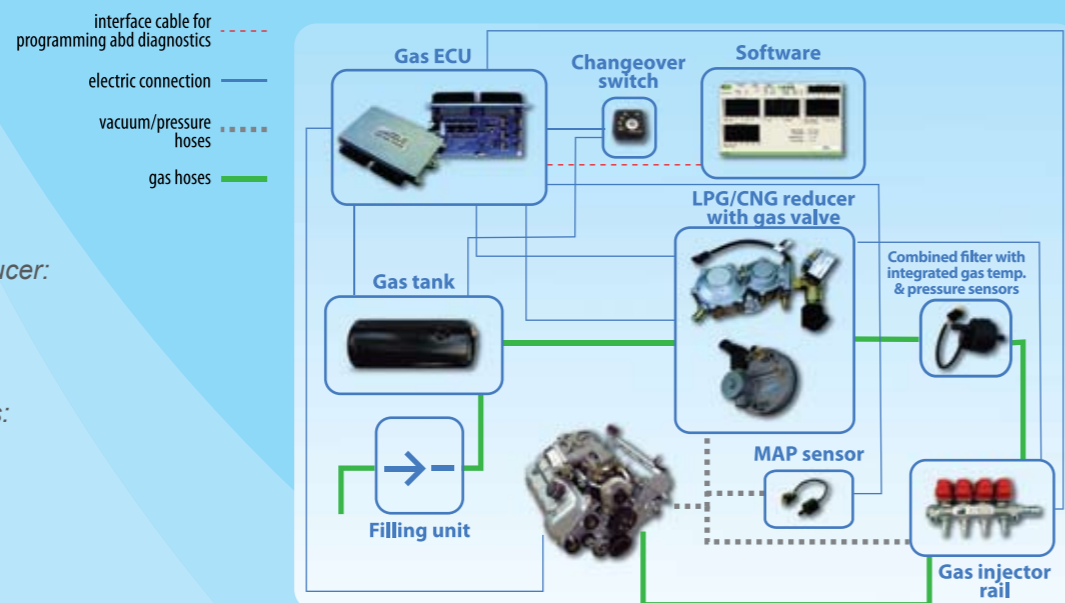 interface cable for
programming abd diagnostics
electric connection
vacuum/pressure
hoses
gas hoses
ucer:
s:
Gas ECU
Changeover
switch
Software
LPG/CNG reducer
with gas valve
Gas tank
Combined filter with
integrated gas temp.
& pressure sensors
MAP sensor
Filling unit
Gas injector
rail